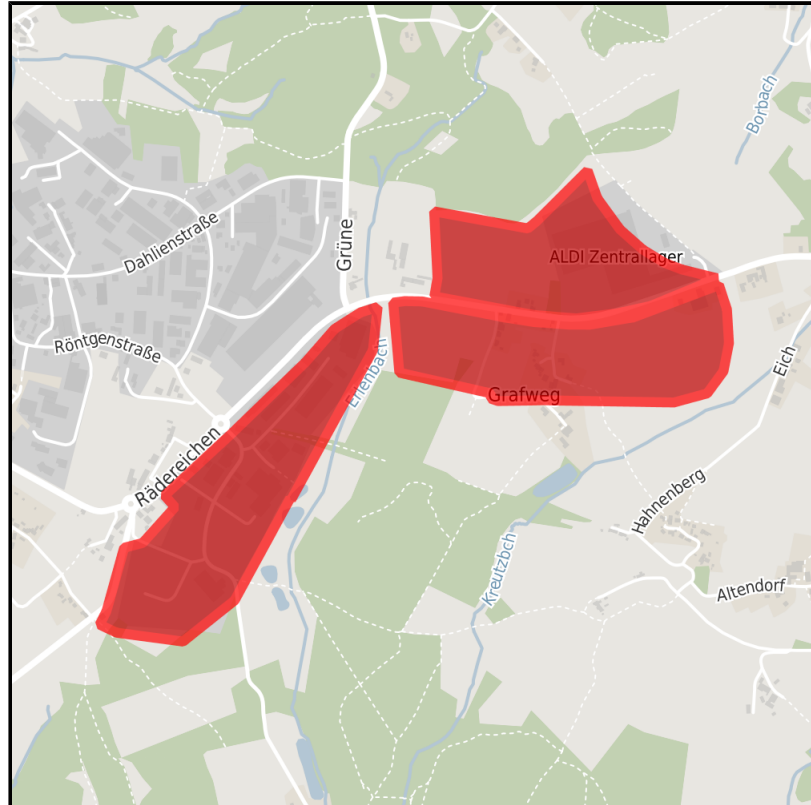 Borbach
Dahlienstraße
Grüne
ALDI Zentrallager
Röntgenstraße
Erlenbach
Eich
Grafweg
Rädereichen
Hahnenberg
Kreutzbch
Altendorf